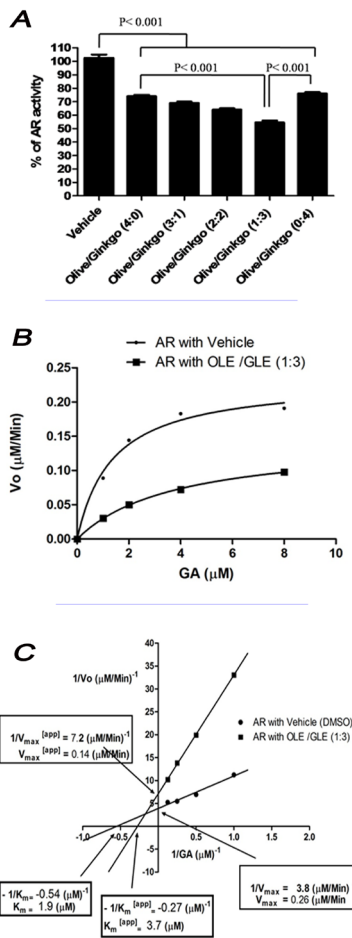 A
P< 0.001
P< 0.001
P< 0.001
% of AR activity
110
100
90
80
70
60
50
40
30
20
10
0
Vehicle
Olive/Ginkgo (4:0)
Olive/Ginkgo (3:1)
Olive/Ginkgo (2:2)
Olive/Ginkgo (1:3)
Olive/Ginkgo (0:4)
B
AR with Vehicle
AR with OLE /GLE (1:3)
Vo (µM/Min)
0.25
0.20
0.15
0.10
0.05
0.00
0 2 4 6 8 10
GA (µM)
C
40
35
30
25
20
15
10
5
-5
-10
1/Vo (µM/Min)⁻¹
AR with Vehicle (DMSO)
AR with OLE /GLE (1:3)
1/Vmax [app] = 7.2 (µM/Min)⁻¹
Vmax [app] = 0.14 (µM/Min)
-1.0 -0.5 0.5 1.0 1.5 2.0
1/GA (µM)⁻¹
- 1/Km= -0.54 (µM)⁻¹
Km = 1.9 (µM)
- 1/Km [app]= -0.27 (µM)⁻¹
Km [app]= 3.7 (µM)
1/Vmax = 3.8 (µM/Min)
Vmax = 0.26 (µM/Min